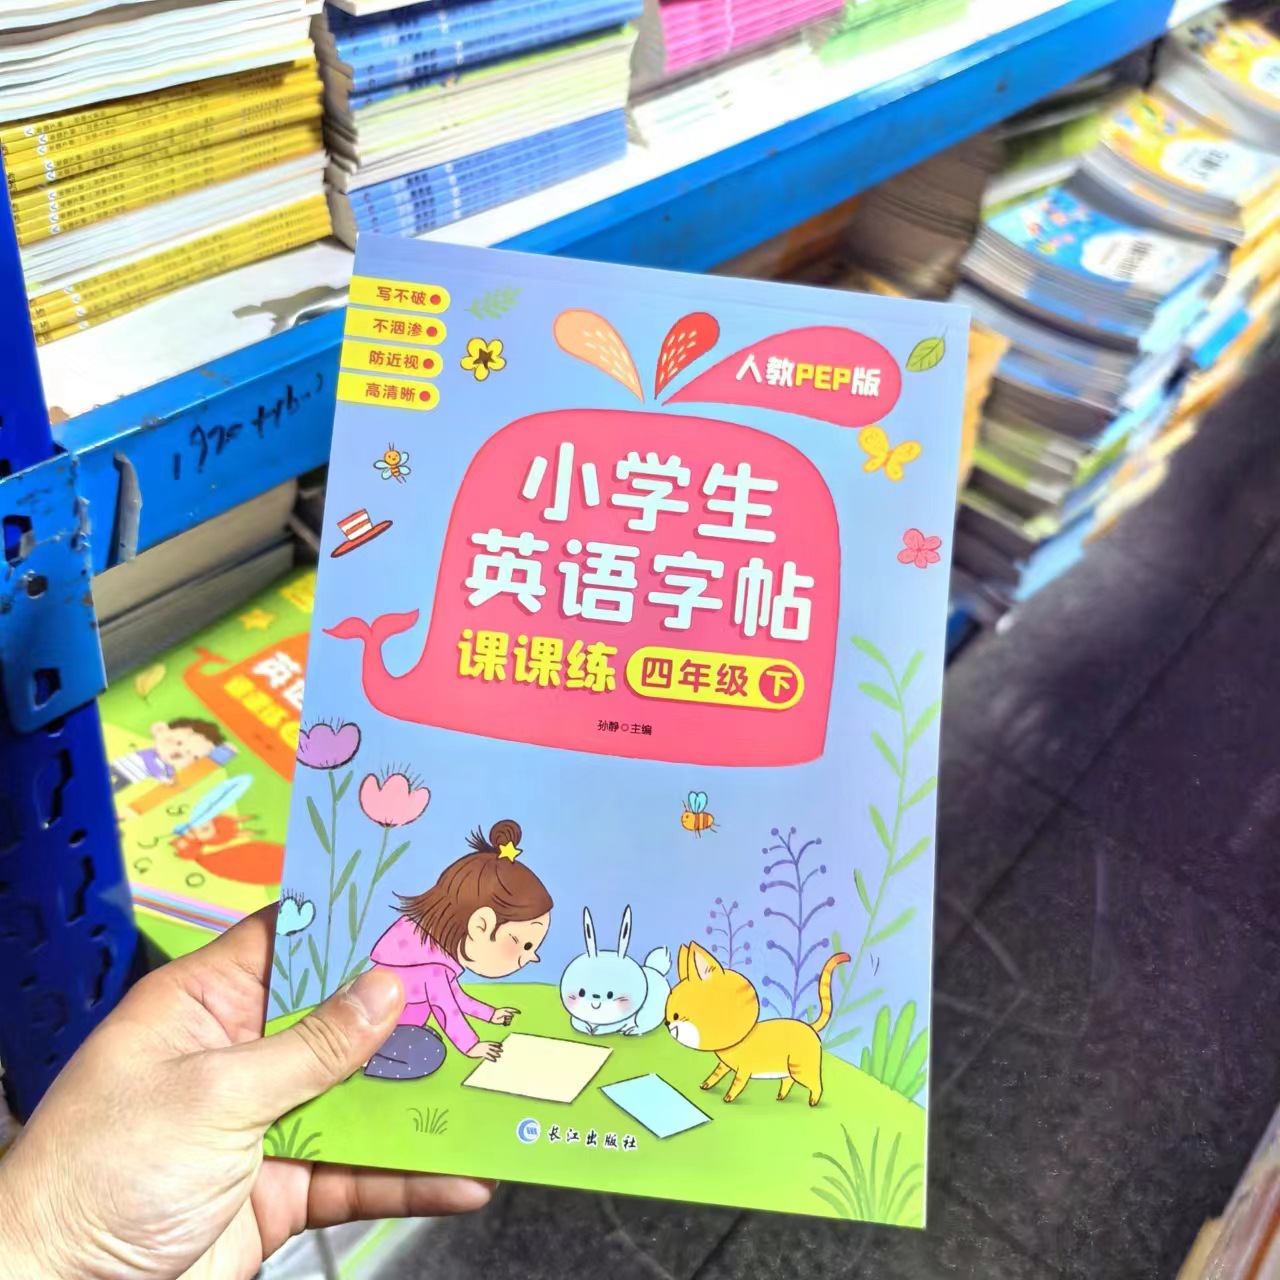 写不破
不洇渗
防近视
高清晰
人教PEP版
小学生
英语字帖
课课练 四年级 下
孙静 主编
长江出版社